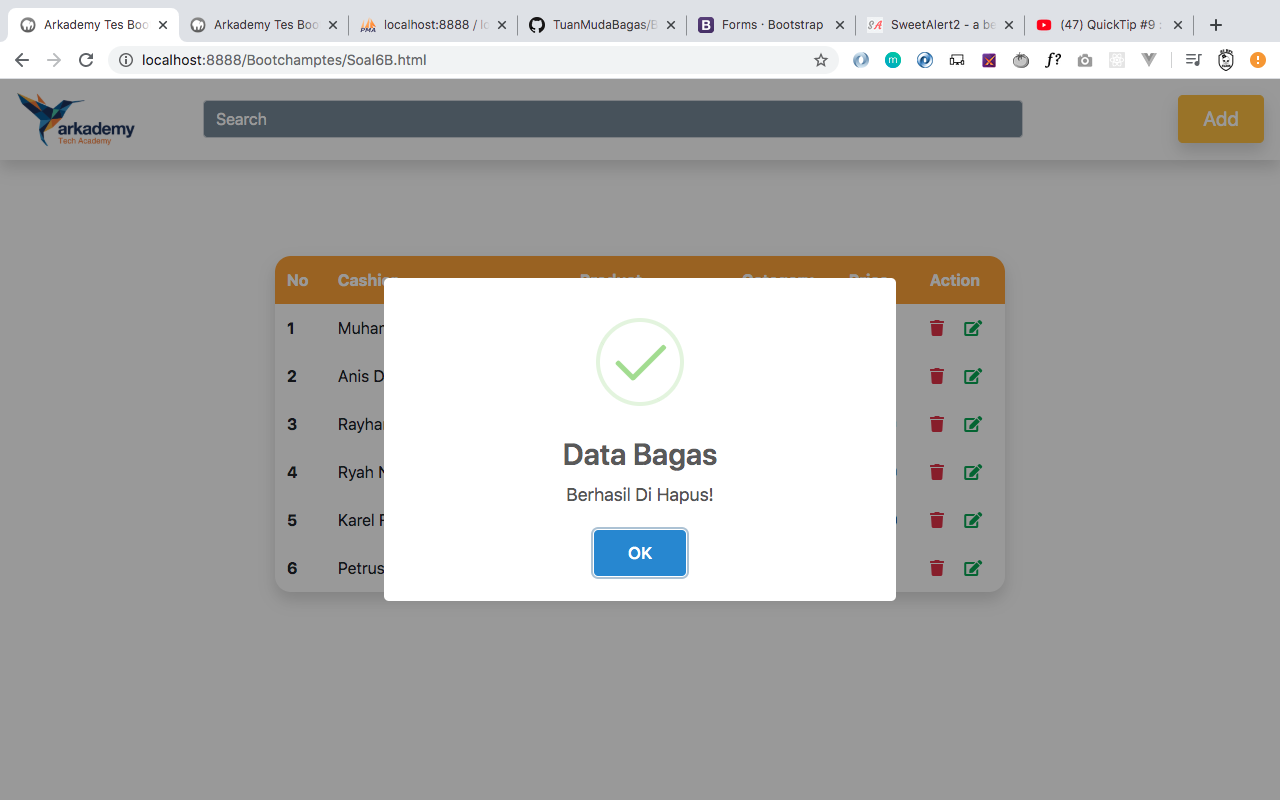 Arkademy Tes Boo
Arkademy Tes Boo
localhost:8888 / lo
TuanMudaBagas/B
Forms · Bootstrap
SweetAlert2 - a be
(47) QuickTip #9 :
localhost:8888/Bootchamptes/Soal6B.html
arkademy
Tech Academy
Search
Add
No Cashier Product Category Price Action
1 Muham
2 Anis D
3 Rayhan
4 Ryah N
5 Karel F
6 Petrus
Data Bagas
Berhasil Di Hapus!
OK